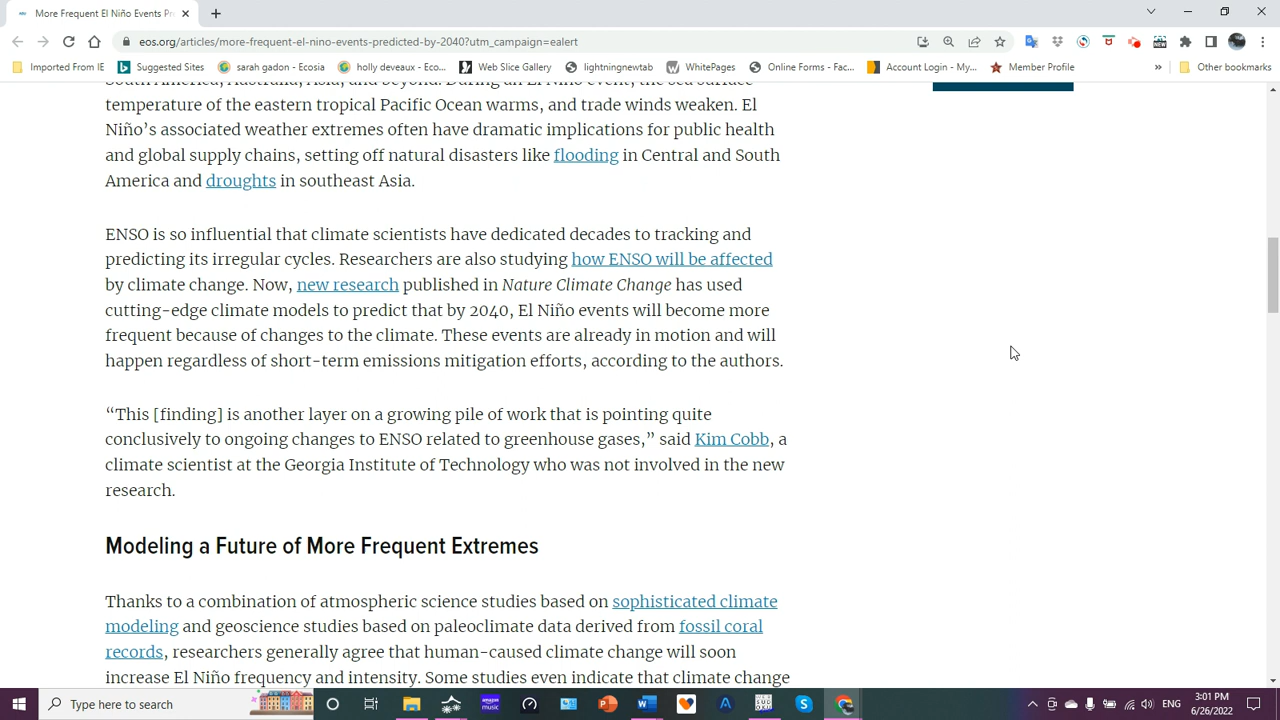 More Frequent El Niño Events Pr
eos.org/articles/more-frequent-el-nino-events-predicted-by-2040?utm_campaign=ealert
Imported From IE
Suggested Sites
sarah gadon - Ecosia
holly deveaux - Eco...
Web Slice Gallery
lightningnewtab
WhitePages
Online Forms - Fac...
Account Login - My...
Member Profile
»
Other bookmarks
temperature of the eastern tropical Pacific Ocean warms, and trade winds weaken. El
Niño’s associated weather extremes often have dramatic implications for public health
and global supply chains, setting off natural disasters like flooding in Central and South
America and droughts in southeast Asia.
ENSO is so influential that climate scientists have dedicated decades to tracking and
predicting its irregular cycles. Researchers are also studying how ENSO will be affected
by climate change. Now, new research published in Nature Climate Change has used
cutting-edge climate models to predict that by 2040, El Niño events will become more
frequent because of changes to the climate. These events are already in motion and will
happen regardless of short-term emissions mitigation efforts, according to the authors.
“This [finding] is another layer on a growing pile of work that is pointing quite
conclusively to ongoing changes to ENSO related to greenhouse gases,” said Kim Cobb, a
climate scientist at the Georgia Institute of Technology who was not involved in the new
research.
Modeling a Future of More Frequent Extremes
Thanks to a combination of atmospheric science studies based on sophisticated climate
modeling and geoscience studies based on paleoclimate data derived from fossil coral
records, researchers generally agree that human-caused climate change will soon
increase El Niño frequency and intensity. Some studies even indicate that climate change
Type here to search
ENG
3:01 PM
6/26/2022